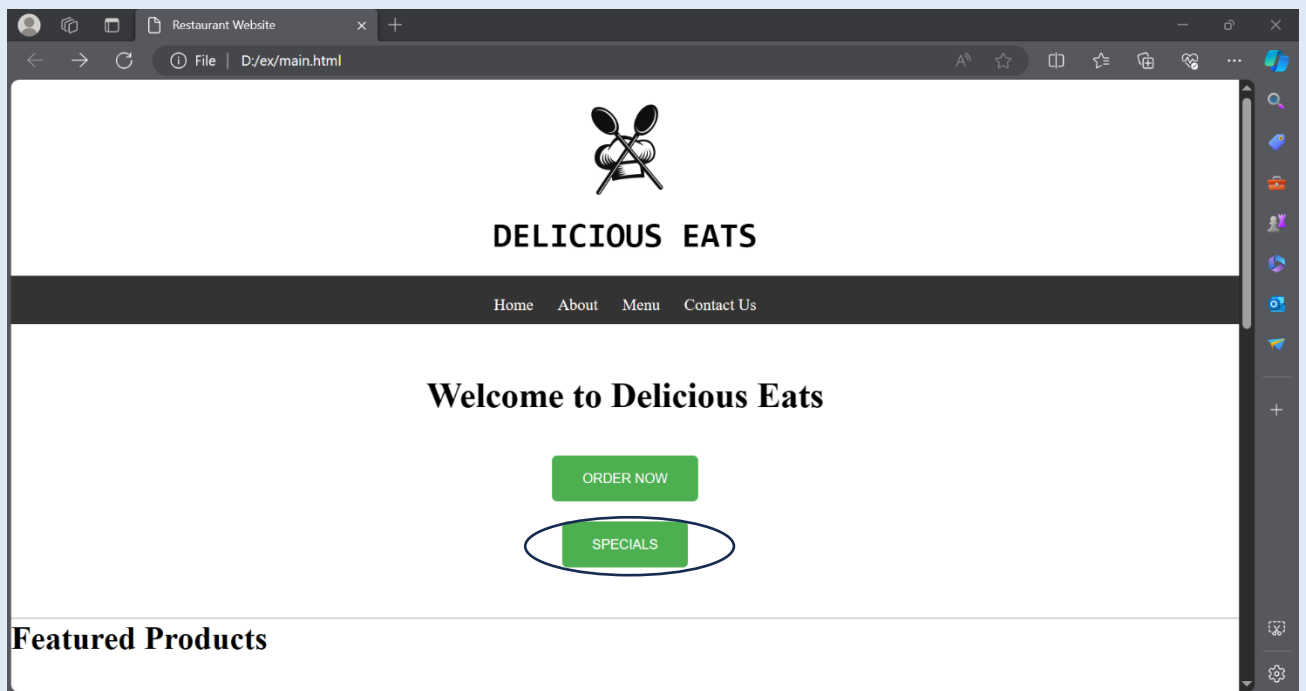 Restaurant Website
File | D:/ex/main.html
DELICIOUS EATS
Home About Menu Contact Us
Welcome to Delicious Eats
ORDER NOW
SPECIALS
Featured Products